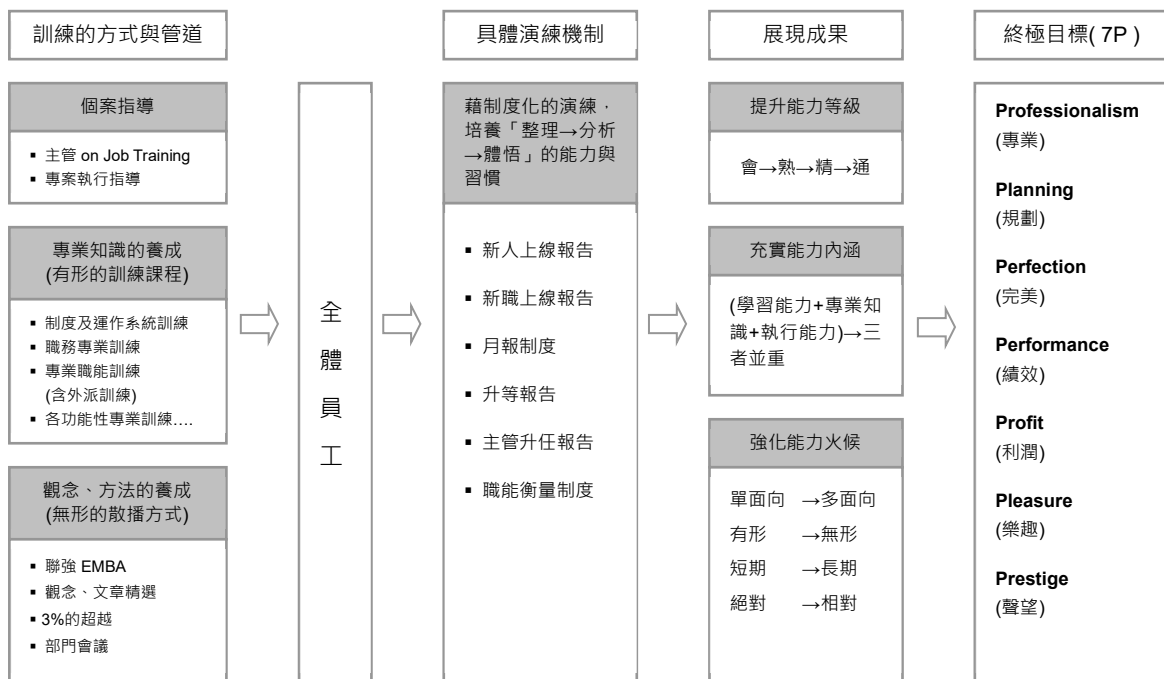 訓練的方式與管道
個案指導
▪ 主管 on Job Training
▪ 專案執行指導
專業知識的養成
(有形的訓練課程)
▪ 制度及運作系統訓練
▪ 職務專業訓練
▪ 專業職能訓練
(含外派訓練)
▪ 各功能性專業訓練....
觀念、方法的養成
(無形的散播方式)
▪ 聯強 EMBA
▪ 觀念、文章精選
▪ 3%的超越
▪ 部門會議
全
體
員
工
具體演練機制
藉制度化的演練，
培養「整理→分析
→體悟」的能力與
習慣
▪ 新人上線報告
▪ 新職上線報告
▪ 月報制度
▪ 升等報告
▪ 主管升任報告
▪ 職能衡量制度
展現成果
提升能力等級
會→熟→精→通
充實能力內涵
(學習能力+專業知
識+執行能力)→三
者並重
強化能力火候
單面向 →多面向
有形 →無形
短期 →長期
絕對 →相對
終極目標( 7P )
Professionalism
(專業)
Planning
(規劃)
Perfection
(完美)
Performance
(績效)
Profit
(利潤)
Pleasure
(樂趣)
Prestige
(聲望)